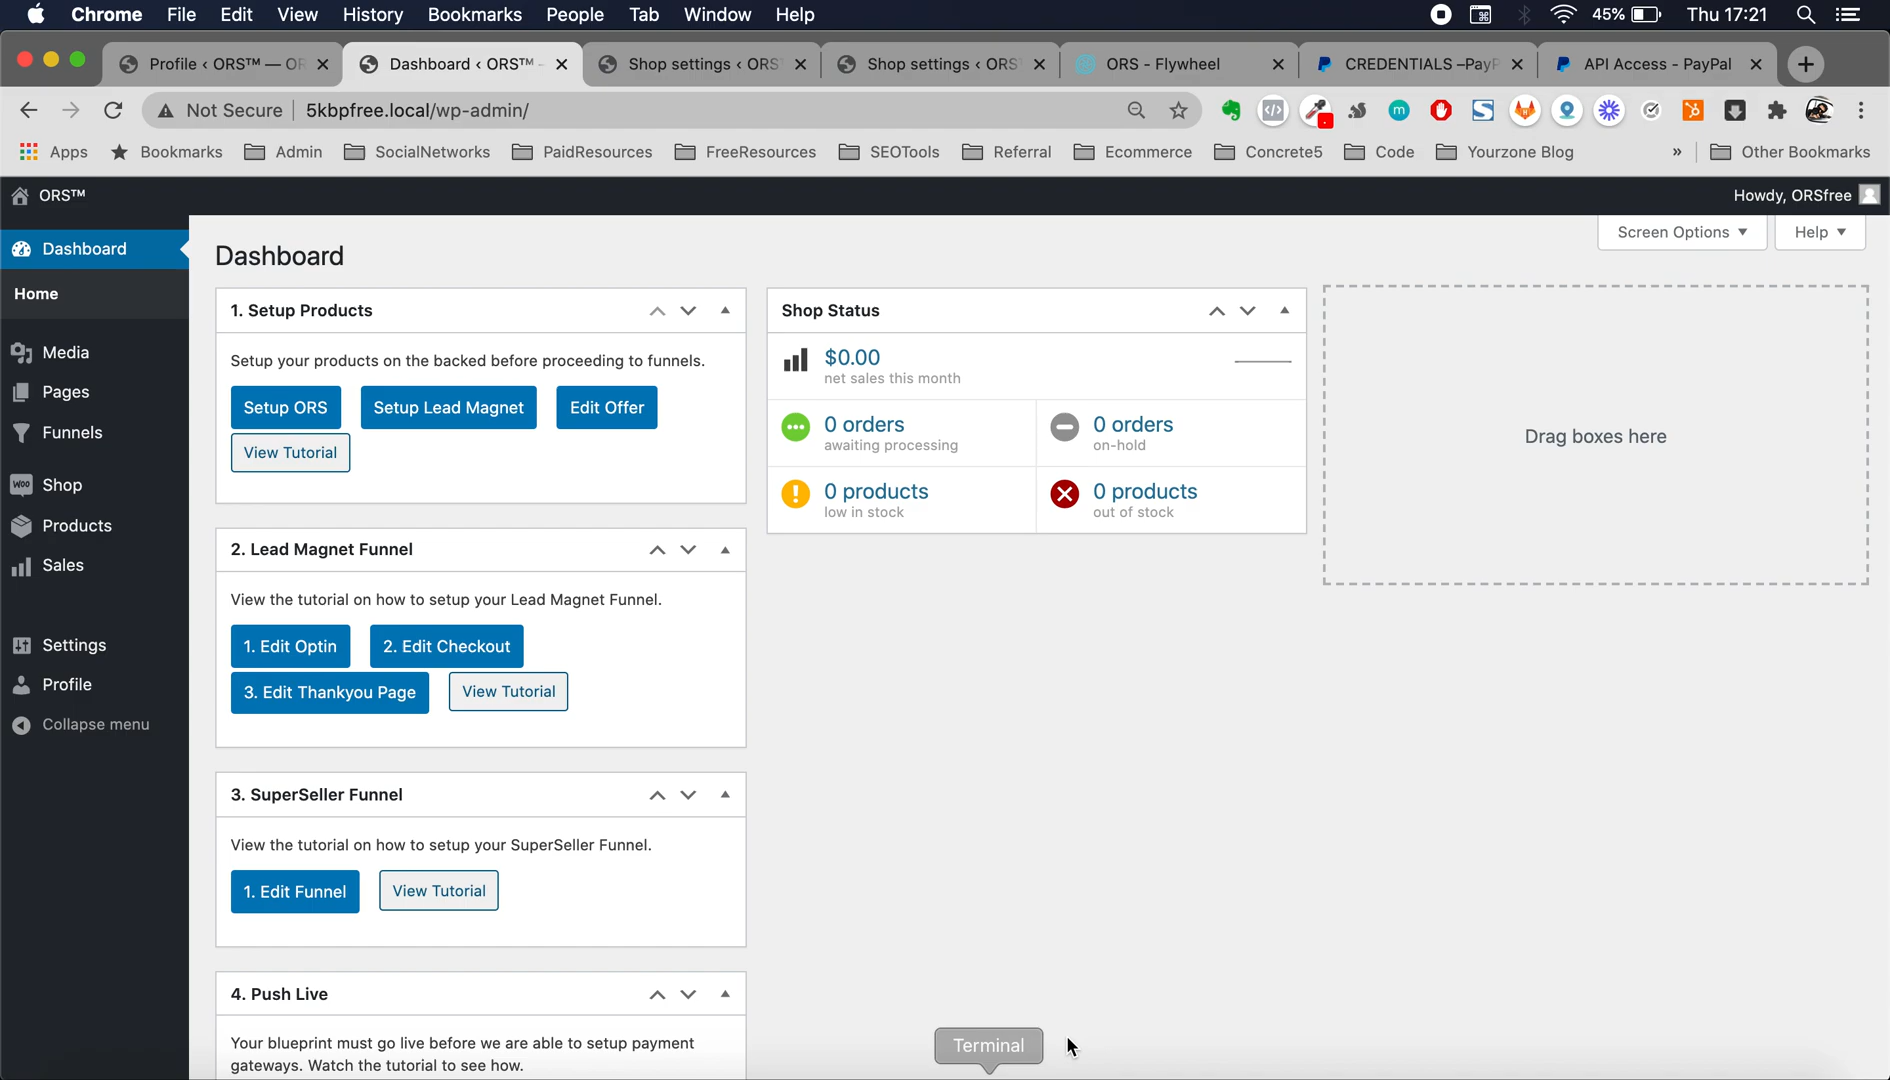 Chrome File Edit View History Bookmarks People Tab Window Help 45% Thu 17:21
Profile ‹ ORS™ — OR
Dashboard ‹ ORS™ -
Shop settings ‹ ORS
Shop settings ‹ ORS
ORS - Flywheel
CREDENTIALS –PayP
API Access - PayPal
Not Secure 5kbpfree.local/wp-admin/
Apps Bookmarks Admin SocialNetworks PaidResources FreeResources SEOTools Referral Ecommerce Concrete5 Code Yourzone Blog » Other Bookmarks
ORS™
Howdy, ORSfree
Dashboard
Home
Media
Pages
Funnels
Woo Shop
Products
Sales
Settings
Profile
Collapse menu
Screen Options
Help
Dashboard
1. Setup Products
Setup your products on the backed before proceeding to funnels.
Setup ORS Setup Lead Magnet Edit Offer
View Tutorial
2. Lead Magnet Funnel
View the tutorial on how to setup your Lead Magnet Funnel.
1. Edit Optin 2. Edit Checkout
3. Edit Thankyou Page View Tutorial
3. SuperSeller Funnel
View the tutorial on how to setup your SuperSeller Funnel.
1. Edit Funnel View Tutorial
4. Push Live
Your blueprint must go live before we are able to setup payment
gateways. Watch the tutorial to see how.
Shop Status
$0.00
net sales this month
0 orders
awaiting processing
0 orders
on-hold
0 products
low in stock
0 products
out of stock
Drag boxes here
Terminal